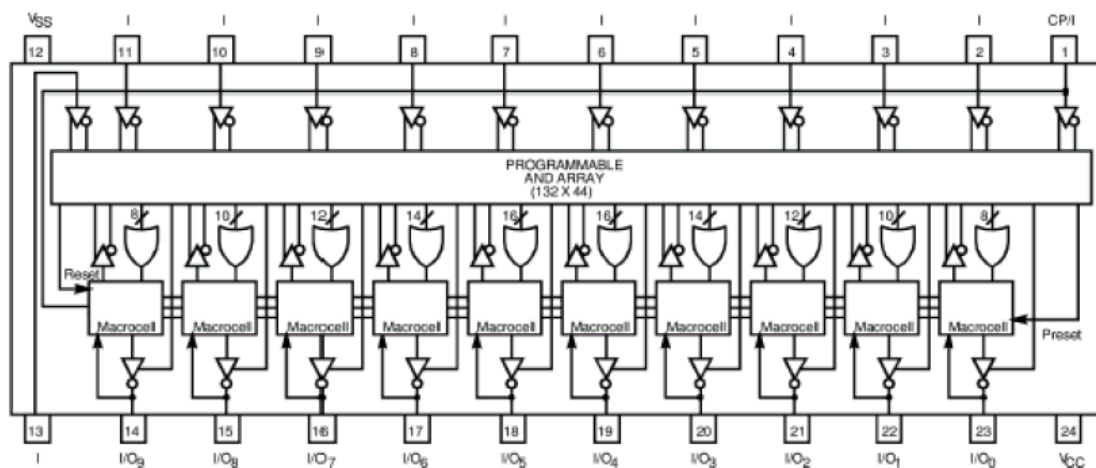 VSS I I I I I I I I I I CP/I
12 11 10 9 8 7 6 5 4 3 2 1
PROGRAMMABLE
AND ARRAY
(132 X 44)
8 10 12 14 16 16 14 12 10 8
Reset
Macrocell Macrocell Macrocell Macrocell Macrocell Macrocell Macrocell Macrocell Macrocell Macrocell
Preset
13 14 15 16 17 18 19 20 21 22 23 24
I I/O9 I/O8 I/O7 I/O6 I/O5 I/O4 I/O3 I/O2 I/O1 I/O0 VCC